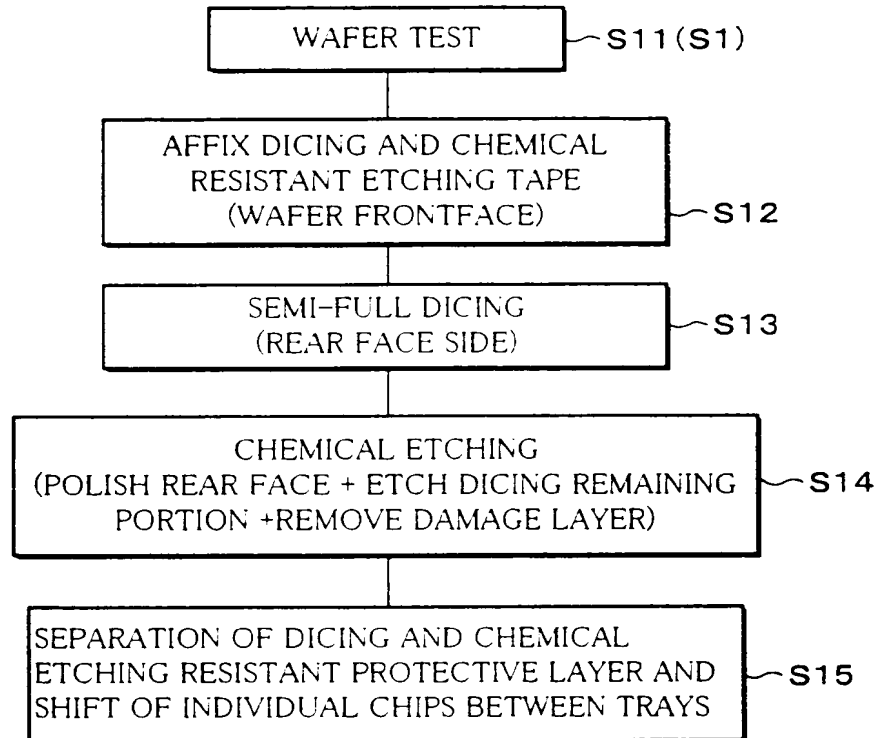 WAFER TEST
S11(S1)
AFFIX DICING AND CHEMICAL
RESISTANT ETCHING TAPE
(WAFER FRONTFACE)
S12
SEMI-FULL DICING
(REAR FACE SIDE)
S13
CHEMICAL ETCHING
(POLISH REAR FACE + ETCH DICING REMAINING
PORTION +REMOVE DAMAGE LAYER)
S14
SEPARATION OF DICING AND CHEMICAL
ETCHING RESISTANT PROTECTIVE LAYER AND
SHIFT OF INDIVIDUAL CHIPS BETWEEN TRAYS
S15